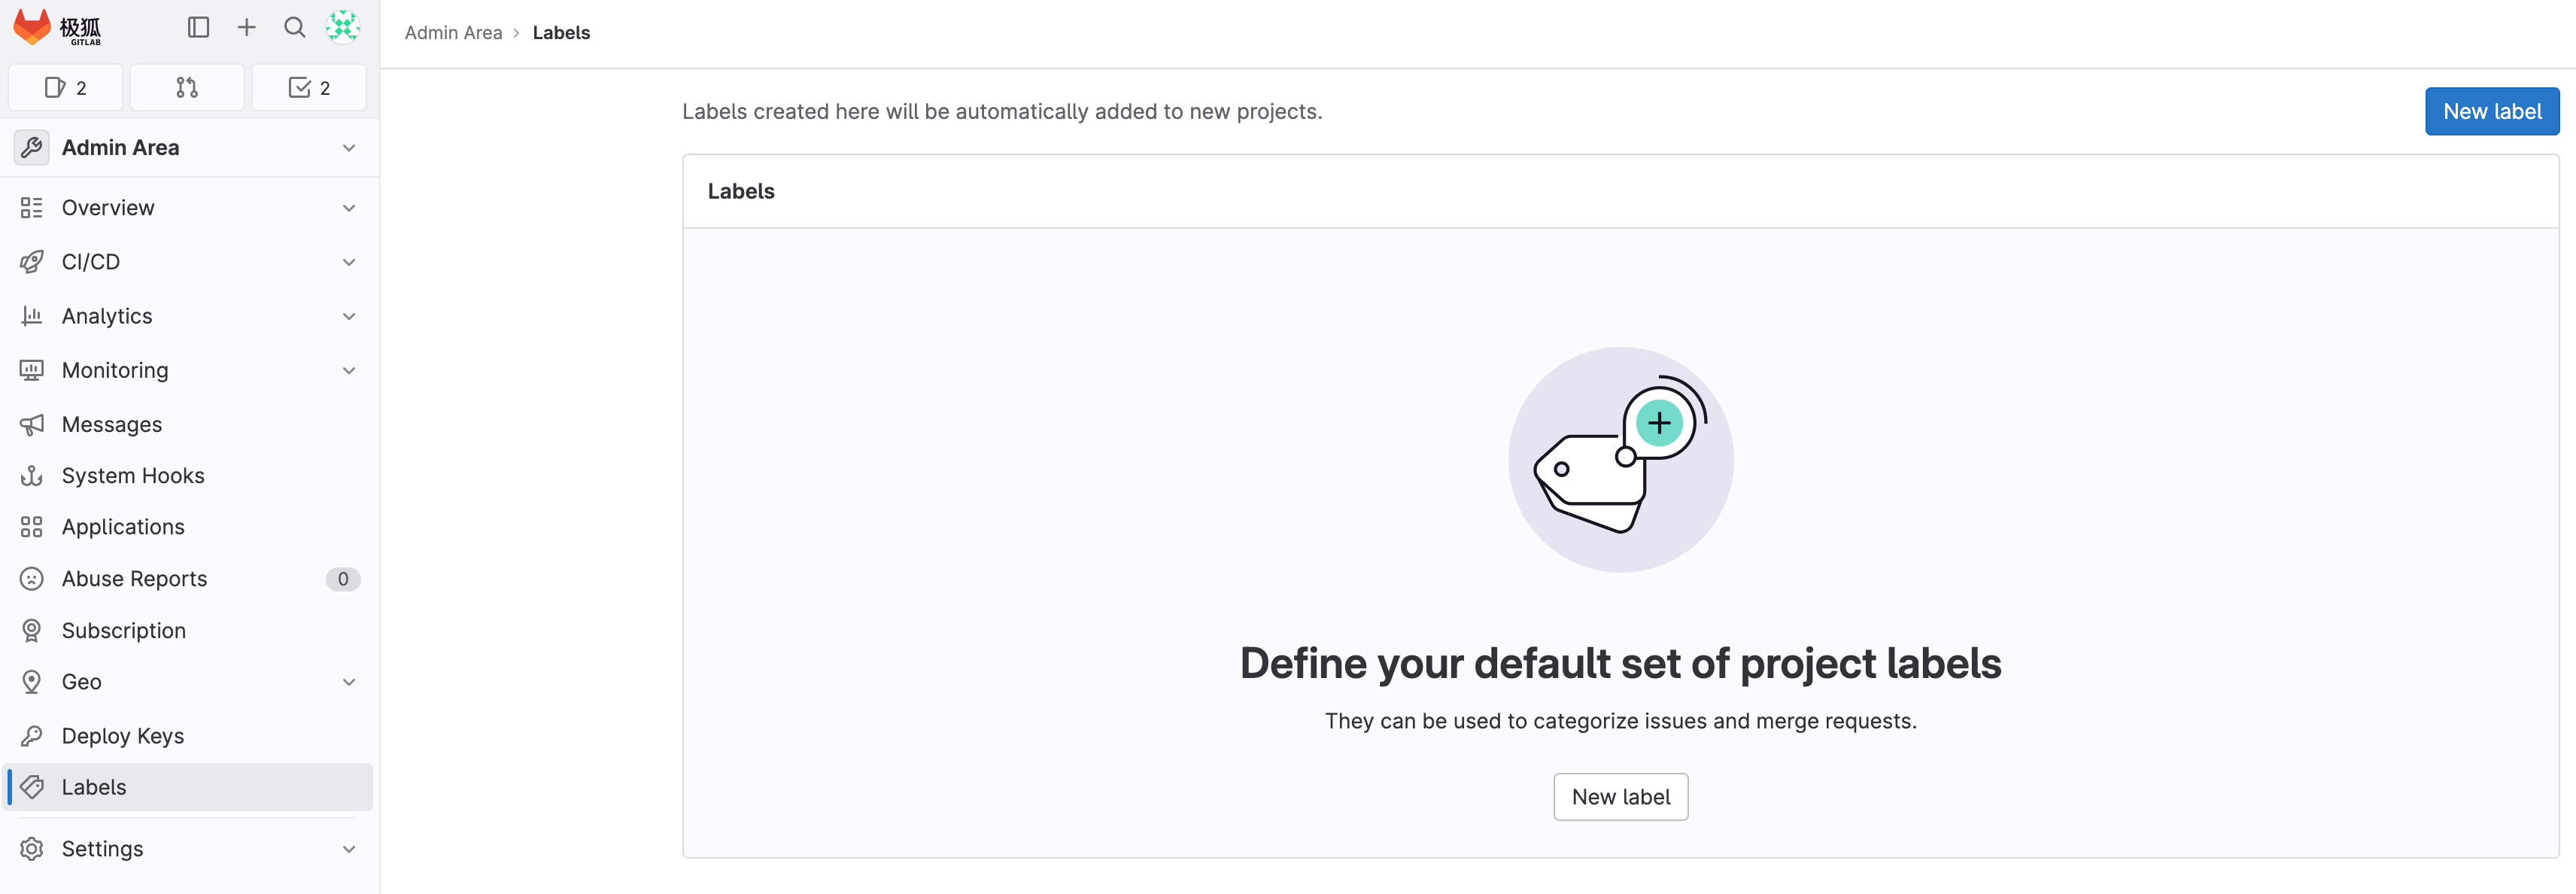 极狐
GITLAB
2
2
Admin Area
Overview
CI/CD
Analytics
Monitoring
Messages
System Hooks
Applications
Abuse Reports 0
Subscription
Geo
Deploy Keys
Labels
Settings
Admin Area › Labels
Labels created here will be automatically added to new projects.
New label
Labels
Define your default set of project labels
They can be used to categorize issues and merge requests.
New label